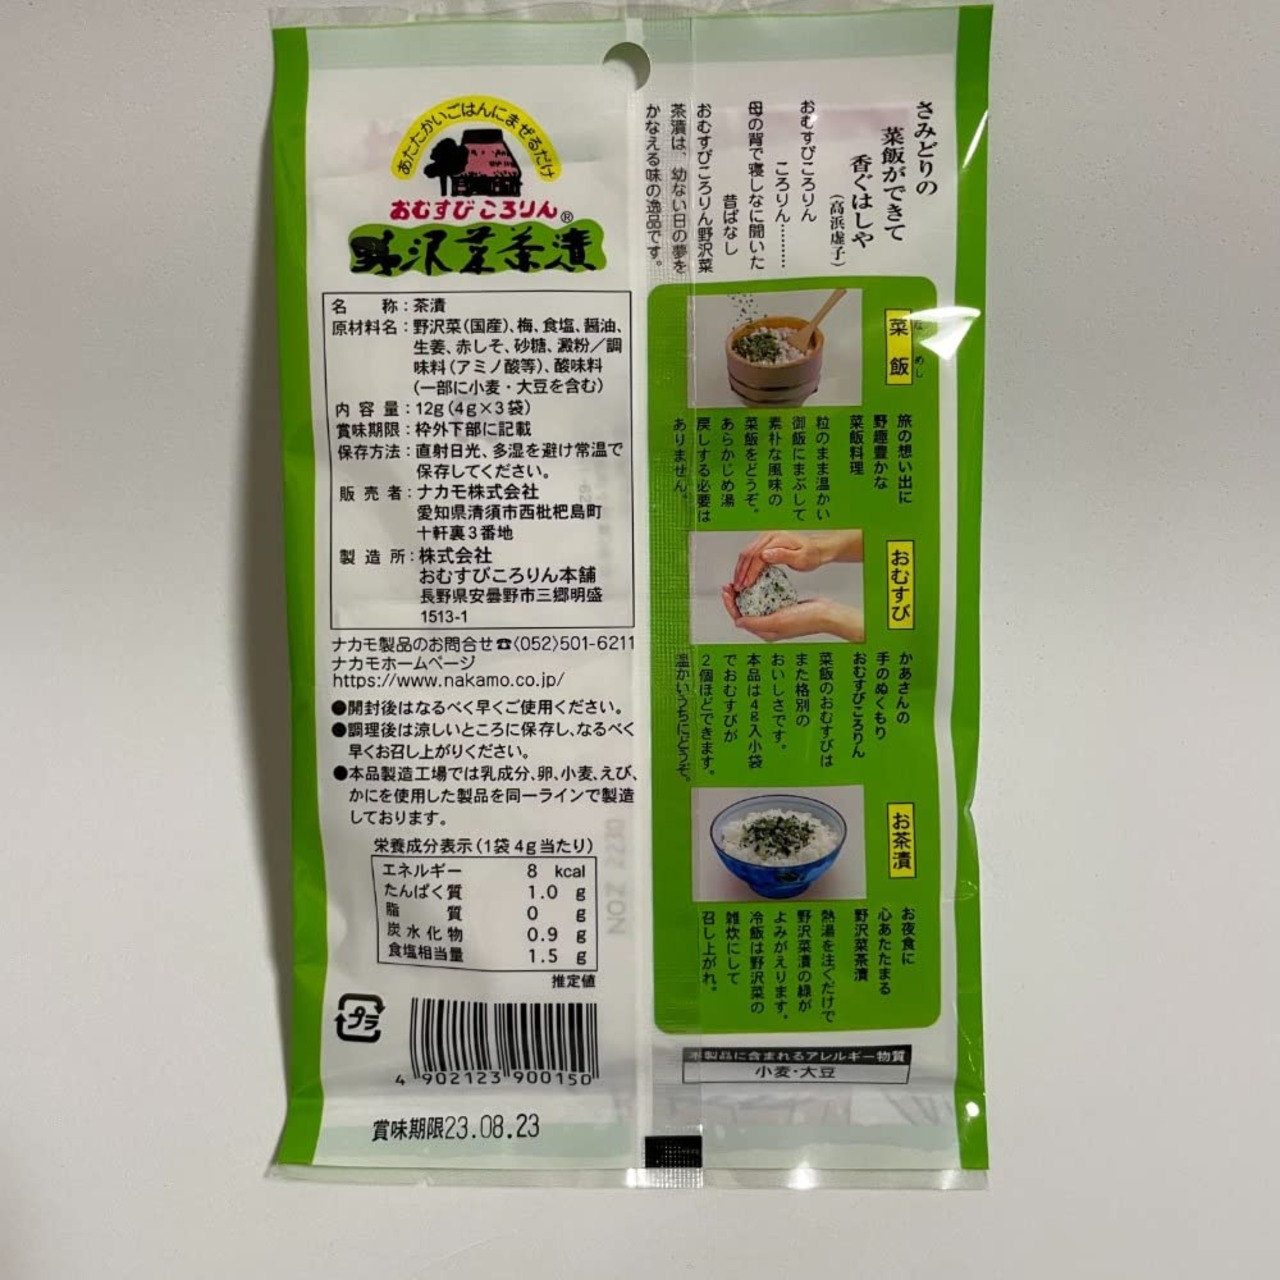 あたたかいごはんにまぜるだけ
おむすびころりん®
野沢菜茶漬
名　称：茶漬
原材料名：野沢菜(国産)、梅、食塩、醤油、
生姜、赤しそ、砂糖、澱粉／調
味料(アミノ酸等)、酸味料
(一部に小麦・大豆を含む)
内容量：12g(4g×3袋)
賞味期限：枠外下部に記載
保存方法：直射日光、多湿を避け常温で
保存してください。
販売者：ナカモ株式会社
愛知県清須市西枇杷島町
十軒裏3番地
製造所：株式会社
おむすびころりん本舗
長野県安曇野市三郷明盛
1513-1
ナカモ製品のお問合せ☎〈052〉501-6211
ナカモホームページ
https://www.nakamo.co.jp/
●開封後はなるべく早くご使用ください。
●調理後は涼しいところに保存し、なるべく
早くお召し上がりください。
●本品製造工場では乳成分、卵、小麦、えび、
かにを使用した製品を同一ラインで製造
しております。
栄養成分表示(1袋4g当たり)
エネルギー 8 kcal
たんぱく質 1.0 g
脂質 0 g
炭水化物 0.9 g
食塩相当量 1.5 g
推定値
プラ
4 902123 900150
賞味期限23.08.23
さみどりの
菜飯ができて
香ぐはしや
(高浜虚子)
おむすびころりん
ころりん………
母の背で寝しなに聞いた
昔ばなし
おむすびころりん野沢菜
茶漬は、幼ない日の夢を
かなえる味の逸品です。
菜飯
なめし
旅の想い出に
野趣豊かな
菜飯料理
粒のまま温かい
御飯にまぶして
素朴な風味の
菜飯をどうぞ。
あらかじめ湯
戻しする必要は
ありません。
おむすび
かあさんの
手のぬくもり
おむすびころりん
菜飯のおむすびは
また格別の
おいしさです。
本品は4g入小袋
でおむすびが
2個ほどできます。
温かいうちにどうぞ。
お茶漬
お夜食に
心あたたまる
野沢菜茶漬
熱湯を注ぐだけで
野沢菜漬の緑が
よみがえります。
冷飯は野沢菜の
雑炊にして
召し上がれ。
本製品に含まれるアレルギー物質
小麦・大豆